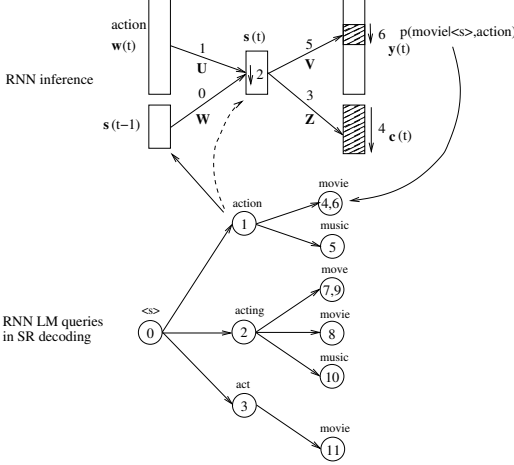 action
w(t)
s(t)
1
U
5
V
6
y(t)
p(movie|<s>,action)
RNN inference
2
0
W
s(t−1)
3
Z
4
c(t)
action
1
movie
4,6
music
5
move
7,9
<s>
0
RNN LM queries
in SR decoding
acting
2
movie
8
music
10
act
3
movie
11